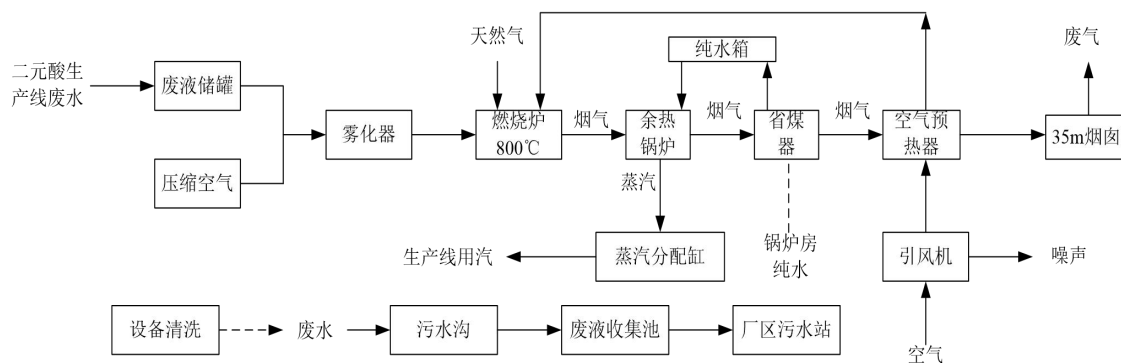 天然气
纯水箱
废气
二元酸生
产线废水
废液储罐
雾化器
燃烧炉
800℃
烟气
余热
锅炉
烟气
省煤
器
烟气
空气预
热器
35m烟囱
压缩空气
蒸汽
生产线用汽
蒸汽分配缸
锅炉房
纯水
引风机
噪声
设备清洗
废水
污水沟
废液收集池
厂区污水站
空气